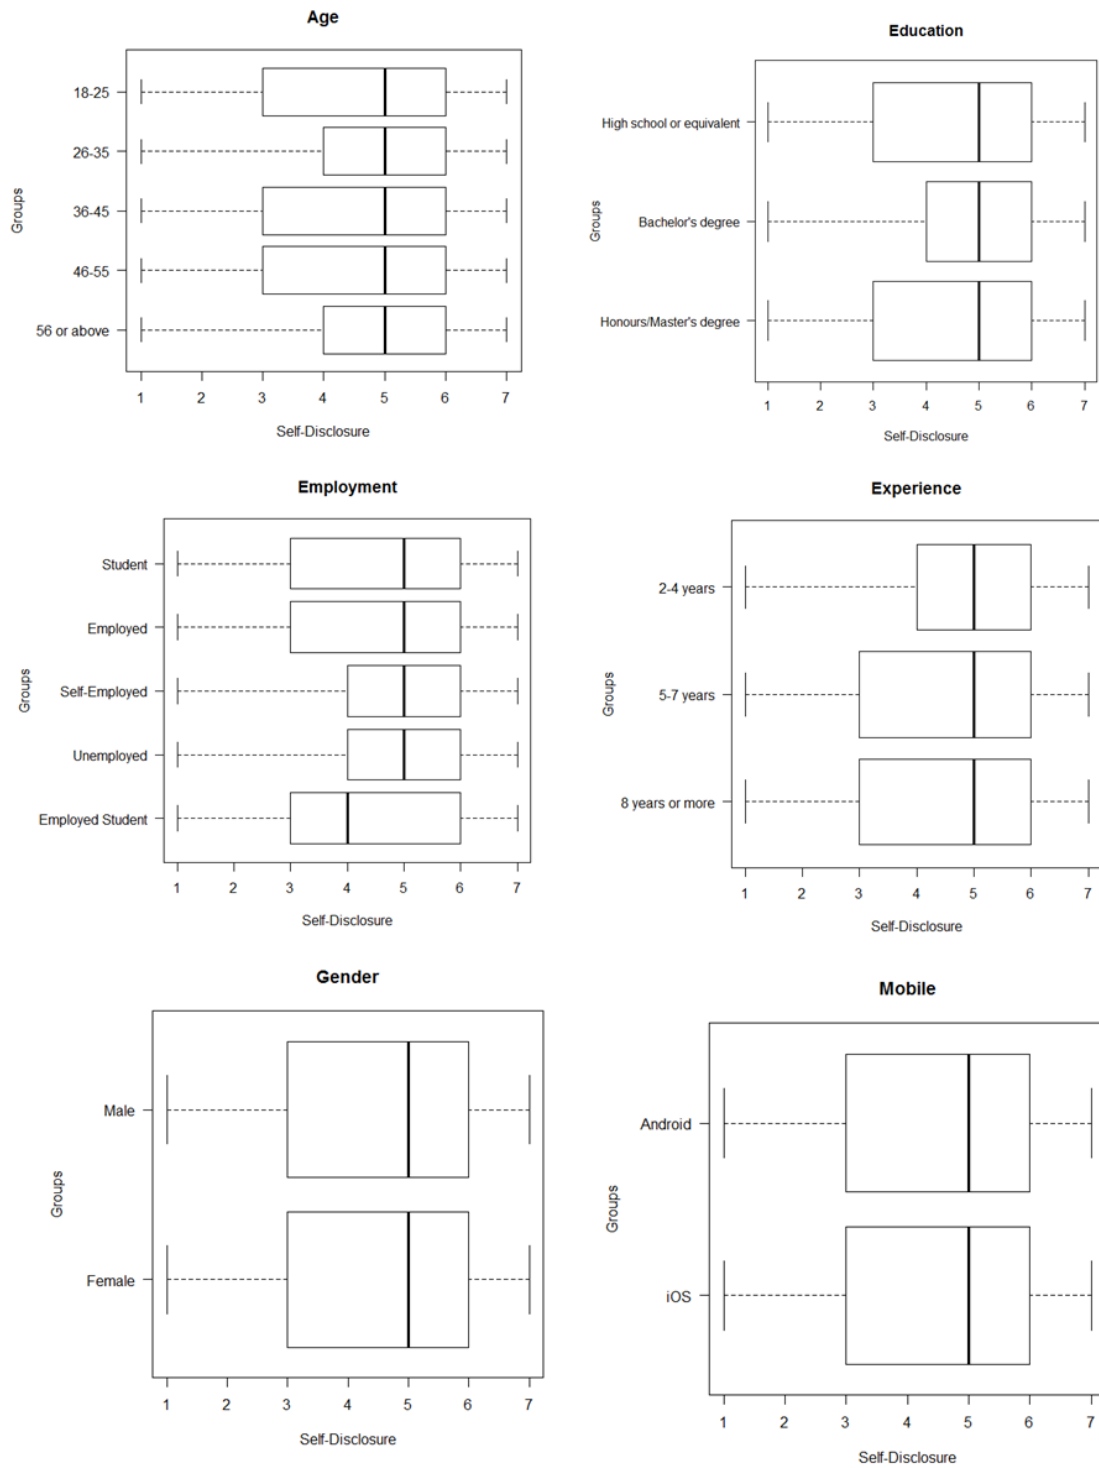 Age
Groups
18-25
26-35
36-45
46-55
56 or above
1 2 3 4 5 6 7
Self-Disclosure
Education
Groups
High school or equivalent
Bachelor's degree
Honours/Master's degree
1 2 3 4 5 6 7
Self-Disclosure
Employment
Groups
Student
Employed
Self-Employed
Unemployed
Employed Student
1 2 3 4 5 6 7
Self-Disclosure
Experience
Groups
2-4 years
5-7 years
8 years or more
1 2 3 4 5 6 7
Self-Disclosure
Gender
Groups
Male
Female
1 2 3 4 5 6 7
Self-Disclosure
Mobile
Groups
Android
iOS
1 2 3 4 5 6 7
Self-Disclosure